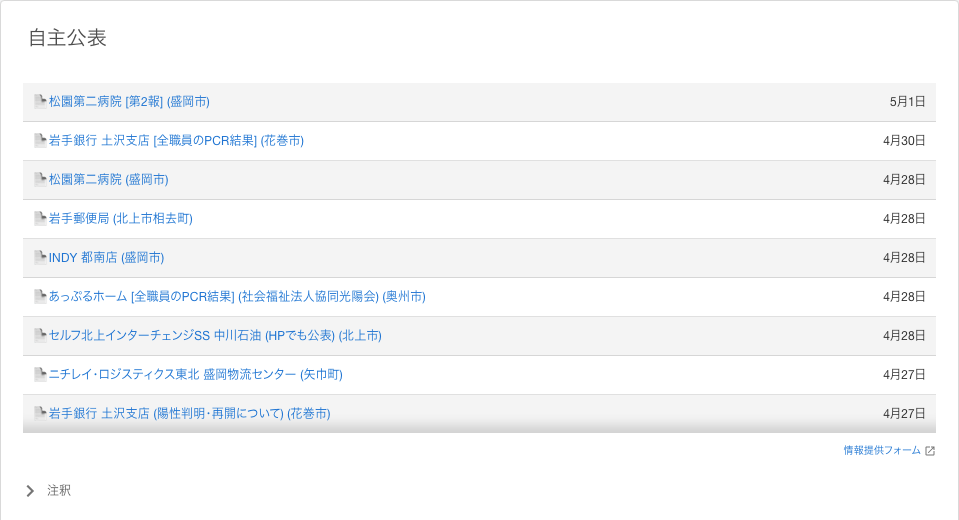 自主公表
松園第二病院 [第2報] (盛岡市) 5月1日
岩手銀行 土沢支店 [全職員のPCR結果] (花巻市) 4月30日
松園第二病院 (盛岡市) 4月28日
岩手郵便局 (北上市相去町) 4月28日
INDY 都南店 (盛岡市) 4月28日
あっぷるホーム [全職員のPCR結果] (社会福祉法人協同光陽会) (奥州市) 4月28日
セルフ北上インターチェンジSS 中川石油 (HPでも公表) (北上市) 4月28日
ニチレイ･ロジスティクス東北 盛岡物流センター (矢巾町) 4月27日
岩手銀行 土沢支店 (陽性判明･再開について) (花巻市) 4月27日
情報提供フォーム
注釈